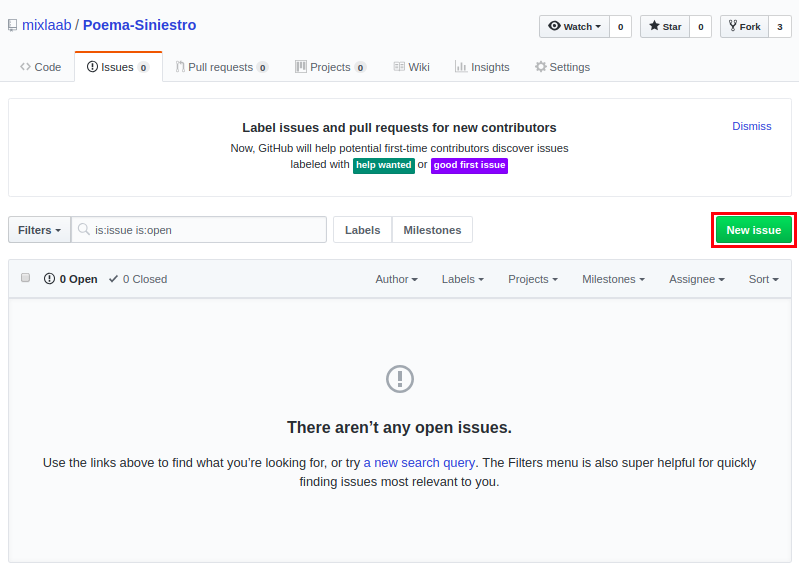 mixlaab / Poema-Siniestro
Watch 0 Star 0 Fork 3
Code Issues 0 Pull requests 0 Projects 0 Wiki Insights Settings
Label issues and pull requests for new contributors
Dismiss
Now, GitHub will help potential first-time contributors discover issues
labeled with help wanted or good first issue
Filters is:issue is:open Labels Milestones New issue
0 Open 0 Closed Author Labels Projects Milestones Assignee Sort
There aren’t any open issues.
Use the links above to find what you’re looking for, or try a new search query. The Filters menu is also super helpful for quickly
finding issues most relevant to you.